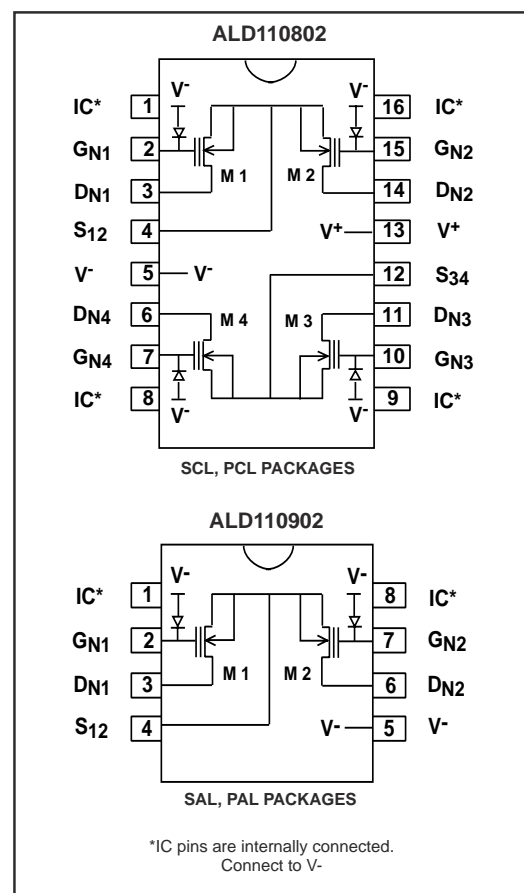 ALD110802
V- V-
IC* 1 16 IC*
GN1 2 15 GN2
M 1 M 2
DN1 3 14 DN2
S12 4 V+ 13 V+
V- 5 V- 12 S34
DN4 6 M 4 M 3 11 DN3
GN4 7 10 GN3
IC* 8 V- V- 9 IC*
SCL, PCL PACKAGES
ALD110902
V- V-
IC* 1 8 IC*
GN1 2 7 GN2
M 1 M 2
DN1 3 6 DN2
S12 4 V- 5 V-
SAL, PAL PACKAGES
*IC pins are internally connected.
Connect to V-